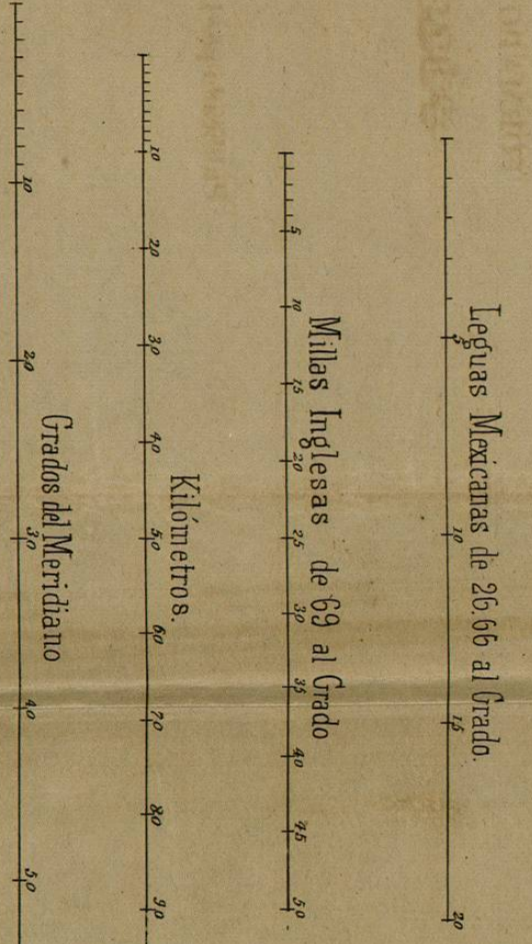 Leguas Mexicanas de 26.66 al Grado.
5 10 15 20
Millas Inglesas de 69 al Grado
5 10 15 20 25 30 35 40 45 50
Kilómetros.
10 20 30 40 50 60 70 80 90
Grados del Meridiano
10 20 30 40 50